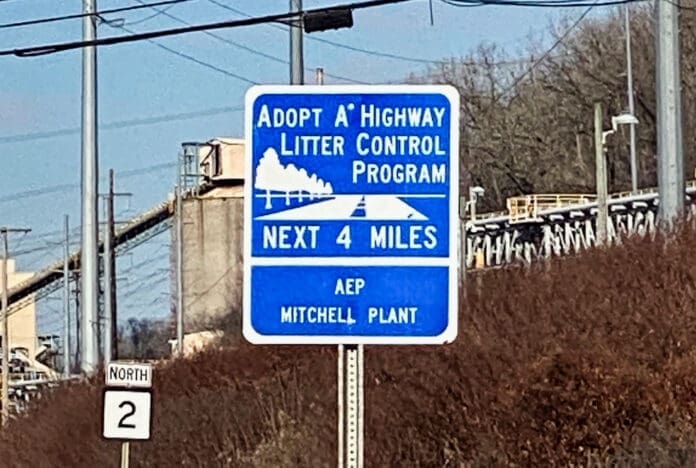 ADOPT A HIGHWAY
LITTER CONTROL
PROGRAM
NEXT 4 MILES
AEP
MITCHELL PLANT
NORTH
2